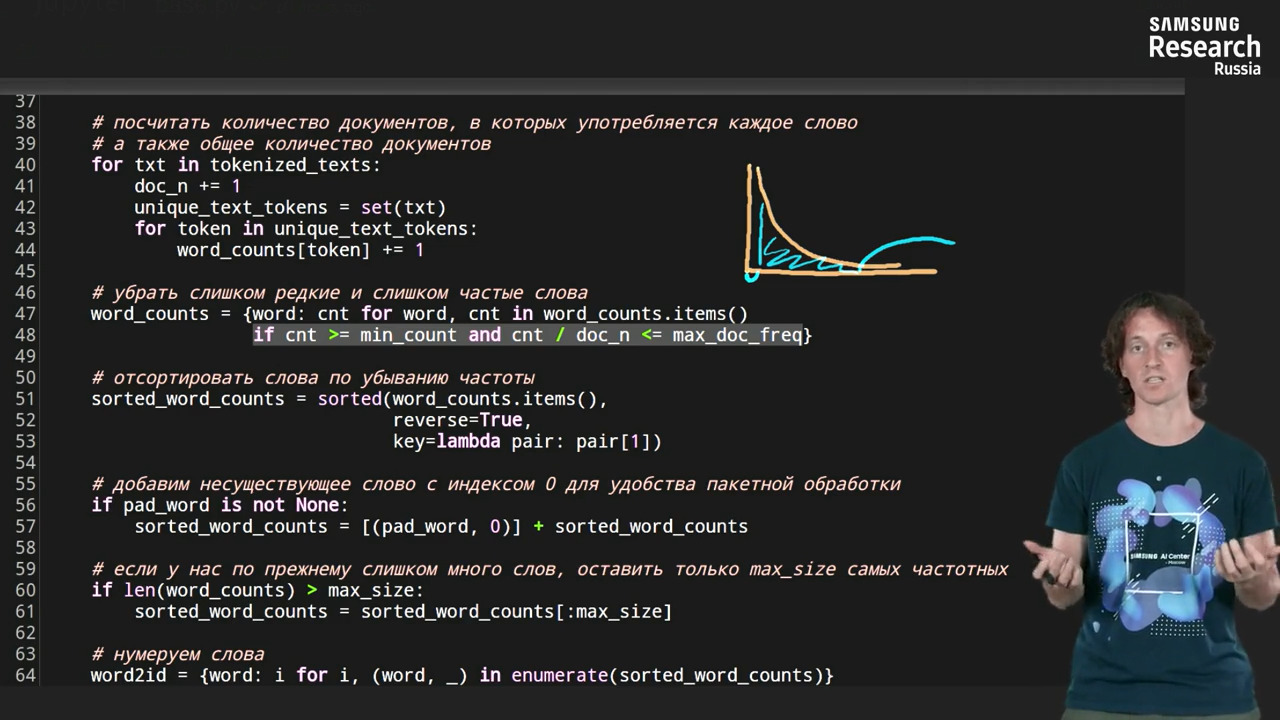 SAMSUNG
Research
Russia
37
38 # посчитать количество документов, в которых употребляется каждое слово
39 # а также общее количество документов
40 for txt in tokenized_texts:
41 doc_n += 1
42 unique_text_tokens = set(txt)
43 for token in unique_text_tokens:
44 word_counts[token] += 1
45
46 # убрать слишком редкие и слишком частые слова
47 word_counts = {word: cnt for word, cnt in word_counts.items()
48 if cnt >= min_count and cnt / doc_n <= max_doc_freq}
49
50 # отсортировать слова по убыванию частоты
51 sorted_word_counts = sorted(word_counts.items(),
52 reverse=True,
53 key=lambda pair: pair[1])
54
55 # добавим несуществующее слово с индексом 0 для удобства пакетной обработки
56 if pad_word is not None:
57 sorted_word_counts = [(pad_word, 0)] + sorted_word_counts
58
59 # если у нас по прежнему слишком много слов, оставить только max_size самых частотных
60 if len(word_counts) > max_size:
61 sorted_word_counts = sorted_word_counts[:max_size]
62
63 # нумеруем слова
64 word2id = {word: i for i, (word, _) in enumerate(sorted_word_counts)}
SAMSUNG AI Center
- Moscow